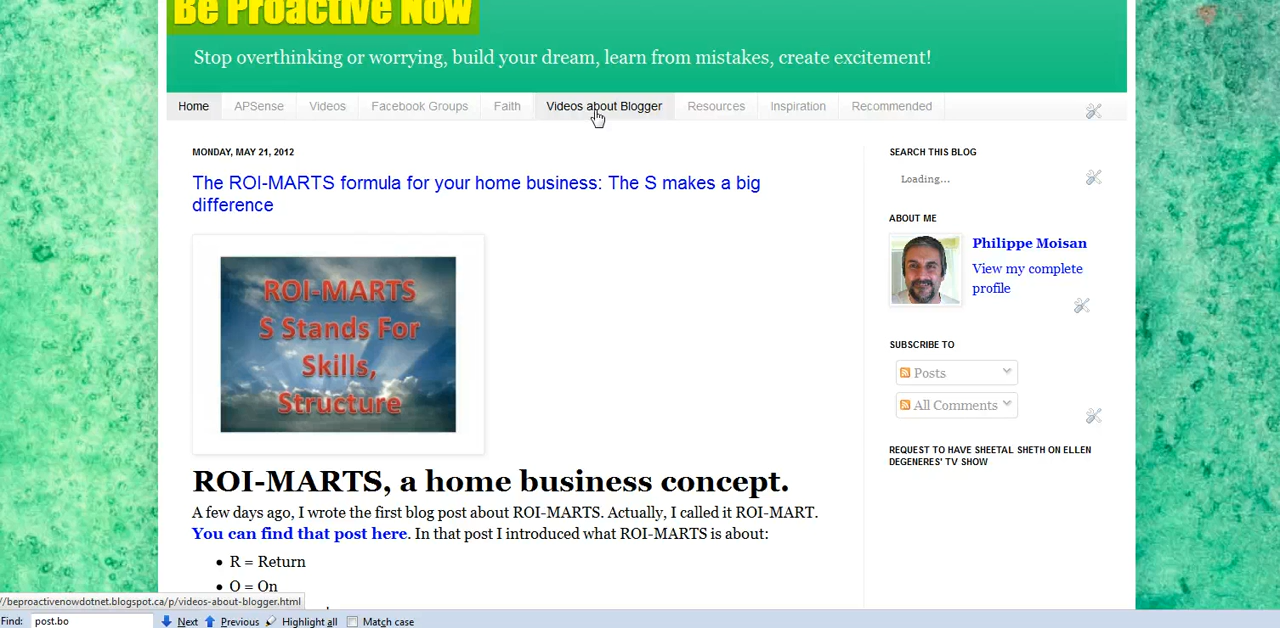 Be Proactive Now
Stop overthinking or worrying, build your dream, learn from mistakes, create excitement!
Home APSense Videos Facebook Groups Faith Videos about Blogger Resources Inspiration Recommended
MONDAY, MAY 21, 2012
The ROI-MARTS formula for your home business: The S makes a big
difference
ROI-MARTS
S Stands For
Skills,
Structure
ROI-MARTS, a home business concept.
A few days ago, I wrote the first blog post about ROI-MARTS. Actually, I called it ROI-MART.
You can find that post here. In that post I introduced what ROI-MARTS is about:
• R = Return
• O = On
SEARCH THIS BLOG
Loading...
ABOUT ME
Philippe Moisan
View my complete
profile
SUBSCRIBE TO
Posts
All Comments
REQUEST TO HAVE SHEETAL SHETH ON ELLEN
DEGENERES' TV SHOW
//beproactivenowdotnet.blogspot.ca/p/videos-about-blogger.html
Find: post.bo Next Previous Highlight all Match case